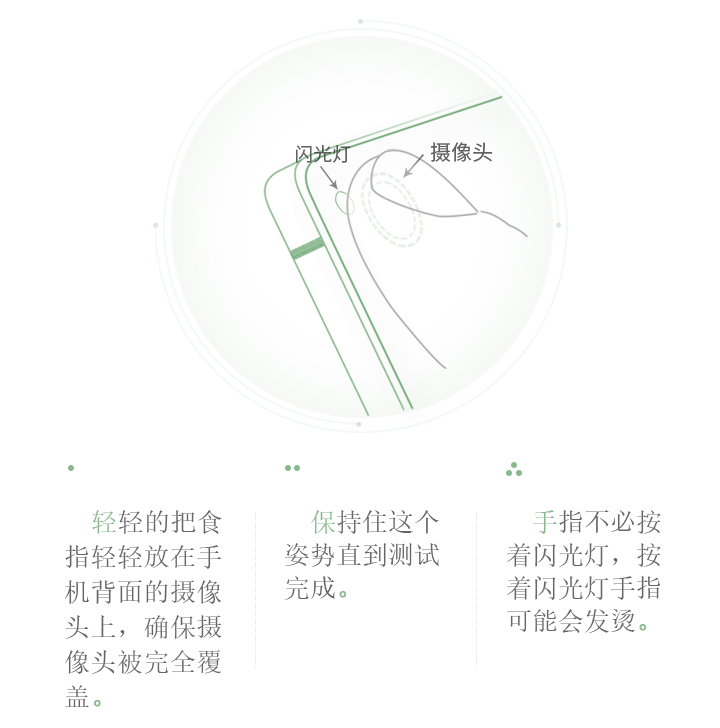 闪光灯
摄像头
轻轻的把食
指轻轻放在手
机背面的摄像
头上，确保摄
像头被完全覆
盖。
保持住这个
姿势直到测试
完成。
手指不必按
着闪光灯，按
着闪光灯手指
可能会发烫。